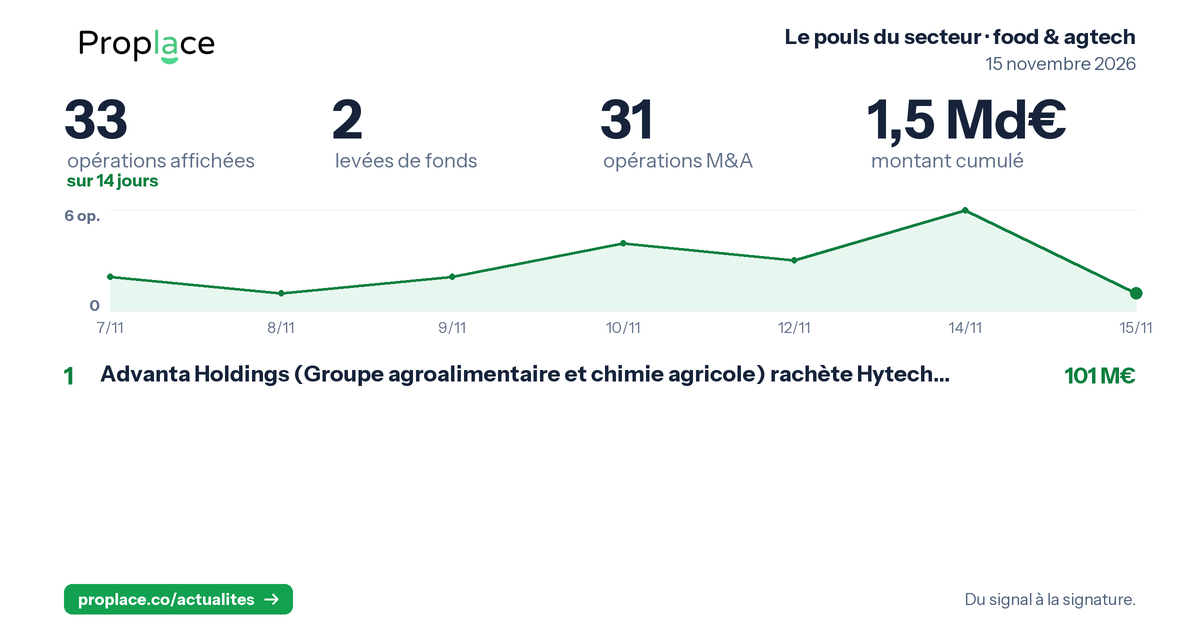 Proplace
Le pouls du secteur · food & agtech
15 novembre 2026
33
opérations affichées
sur 14 jours
2
levées de fonds
31
opérations M&A
1,5 Md€
montant cumulé
6 op.
0
7/11
8/11
9/11
10/11
12/11
14/11
15/11
1 Advanta Holdings (Groupe agroalimentaire et chimie agricole) rachète Hytech... 101 M€
proplace.co/actualites →
Du signal à la signature.